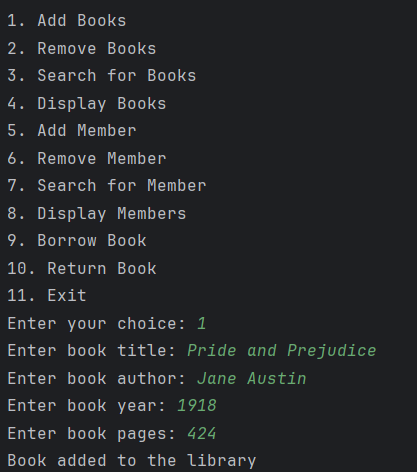 1. Add Books
2. Remove Books
3. Search for Books
4. Display Books
5. Add Member
6. Remove Member
7. Search for Member
8. Display Members
9. Borrow Book
10. Return Book
11. Exit
Enter your choice: 1
Enter book title: Pride and Prejudice
Enter book author: Jane Austin
Enter book year: 1918
Enter book pages: 424
Book added to the library